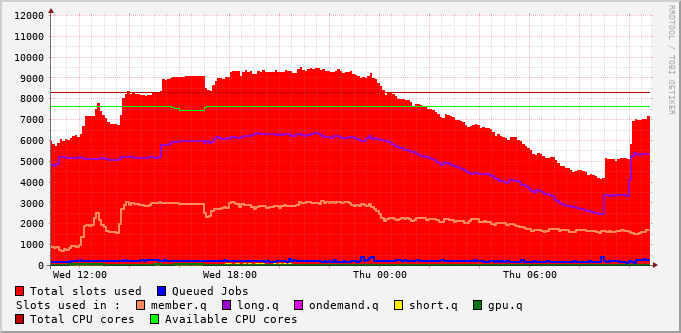 12000
11000
10000
9000
8000
7000
6000
5000
4000
3000
2000
1000
0
Wed 12:00 Wed 18:00 Thu 00:00 Thu 06:00
RRDTOOL / TOBI OETIKER
Total slots used Queued Jobs
Slots used in : member.q long.q ondemand.q short.q gpu.q
Total CPU cores Available CPU cores